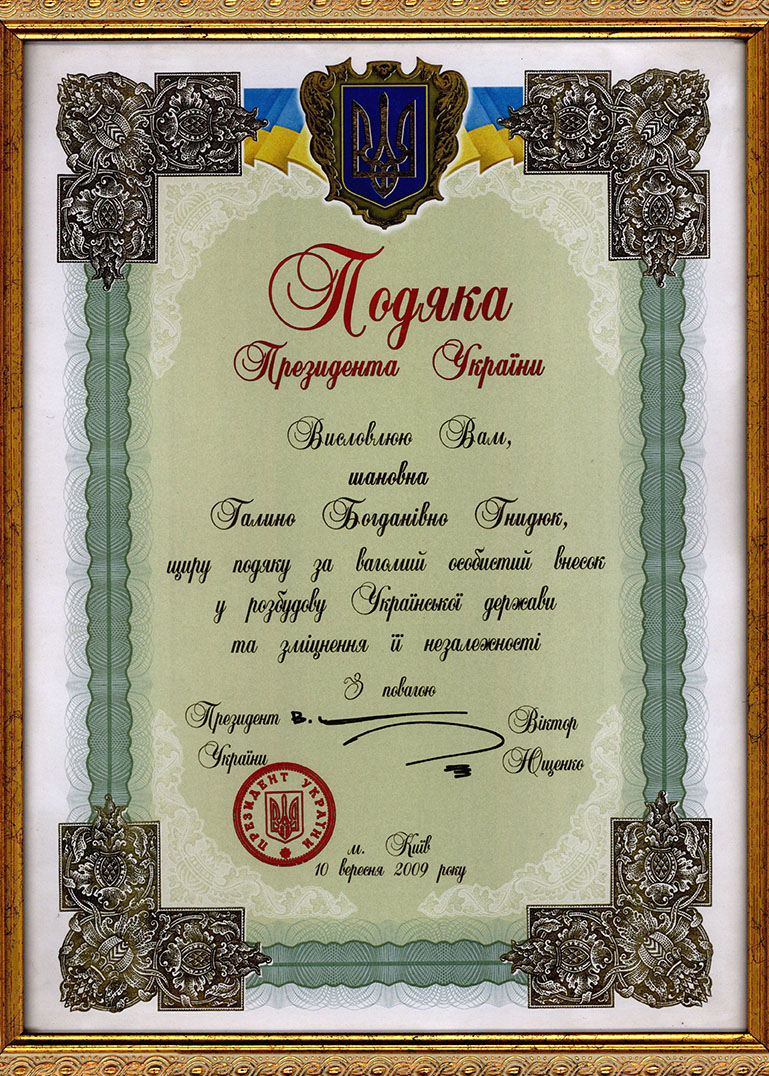 Подяка
Президента України
Висловлюю Вам,
шановна
Галино Богданівно Гнидюк,
щиру подяку за вагомий особистий внесок
у розбудову Української держави
та зміцнення її незалежності
З повагою
Президент
України
В.
Віктор
Ющенко
ПРЕЗИДЕНТ УКРАЇНИ
м. Київ
10 вересня 2009 року